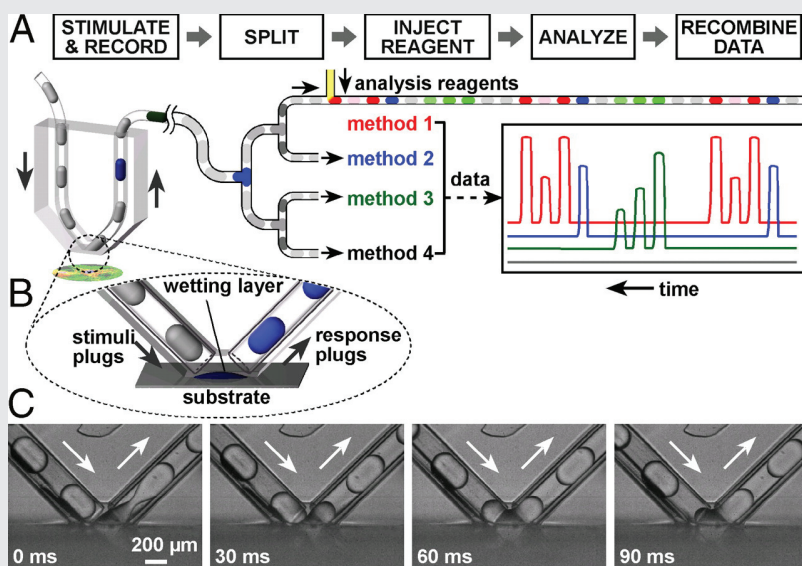 A
STIMULATE
& RECORD
SPLIT
INJECT
REAGENT
ANALYZE
RECOMBINE
DATA
analysis reagents
method 1
method 2
method 3
method 4
data
time
B
wetting layer
stimuli
plugs
response
plugs
substrate
C
0 ms
200 µm
30 ms
60 ms
90 ms